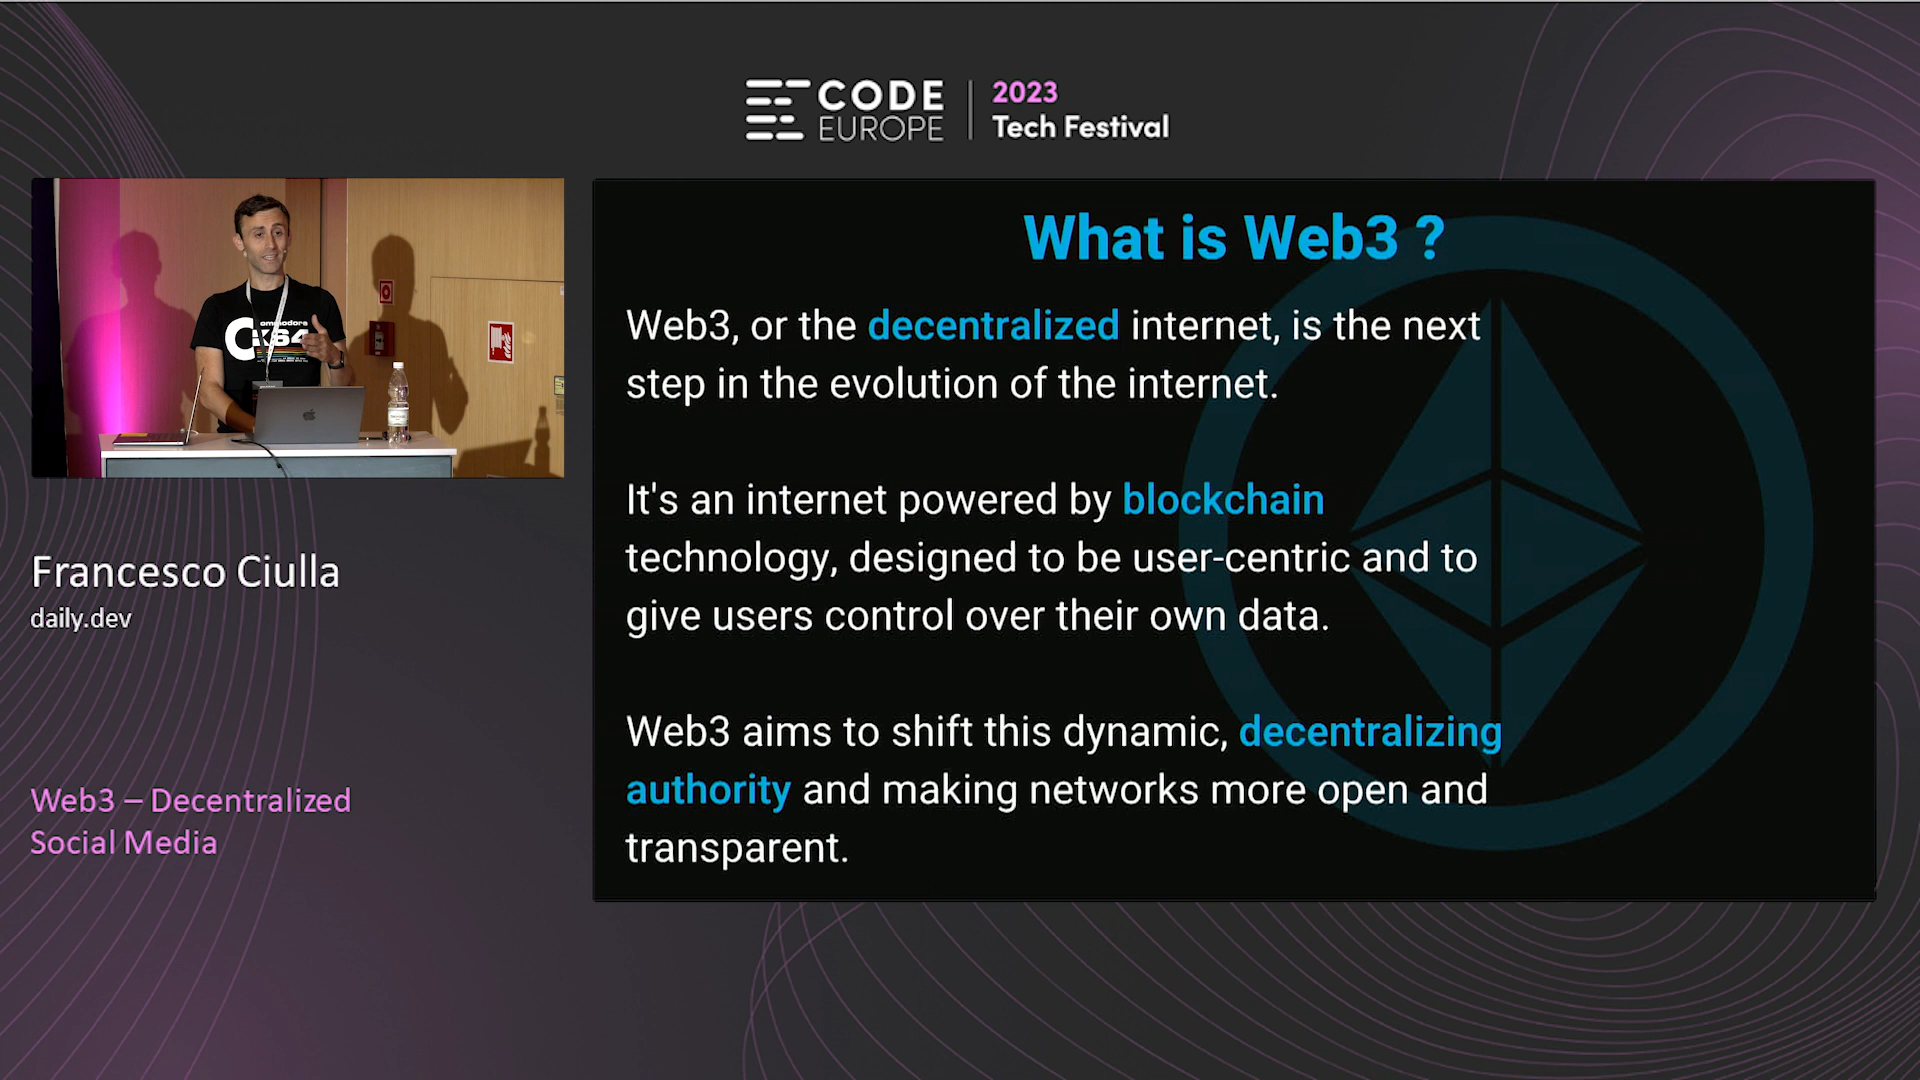 CODE
EUROPE
2023
Tech Festival
ommodore
Francesco Ciulla
daily.dev
Web3 – Decentralized
Social Media
What is Web3 ?
Web3, or the decentralized internet, is the next
step in the evolution of the internet.
It's an internet powered by blockchain
technology, designed to be user-centric and to
give users control over their own data.
Web3 aims to shift this dynamic, decentralizing
authority and making networks more open and
transparent.